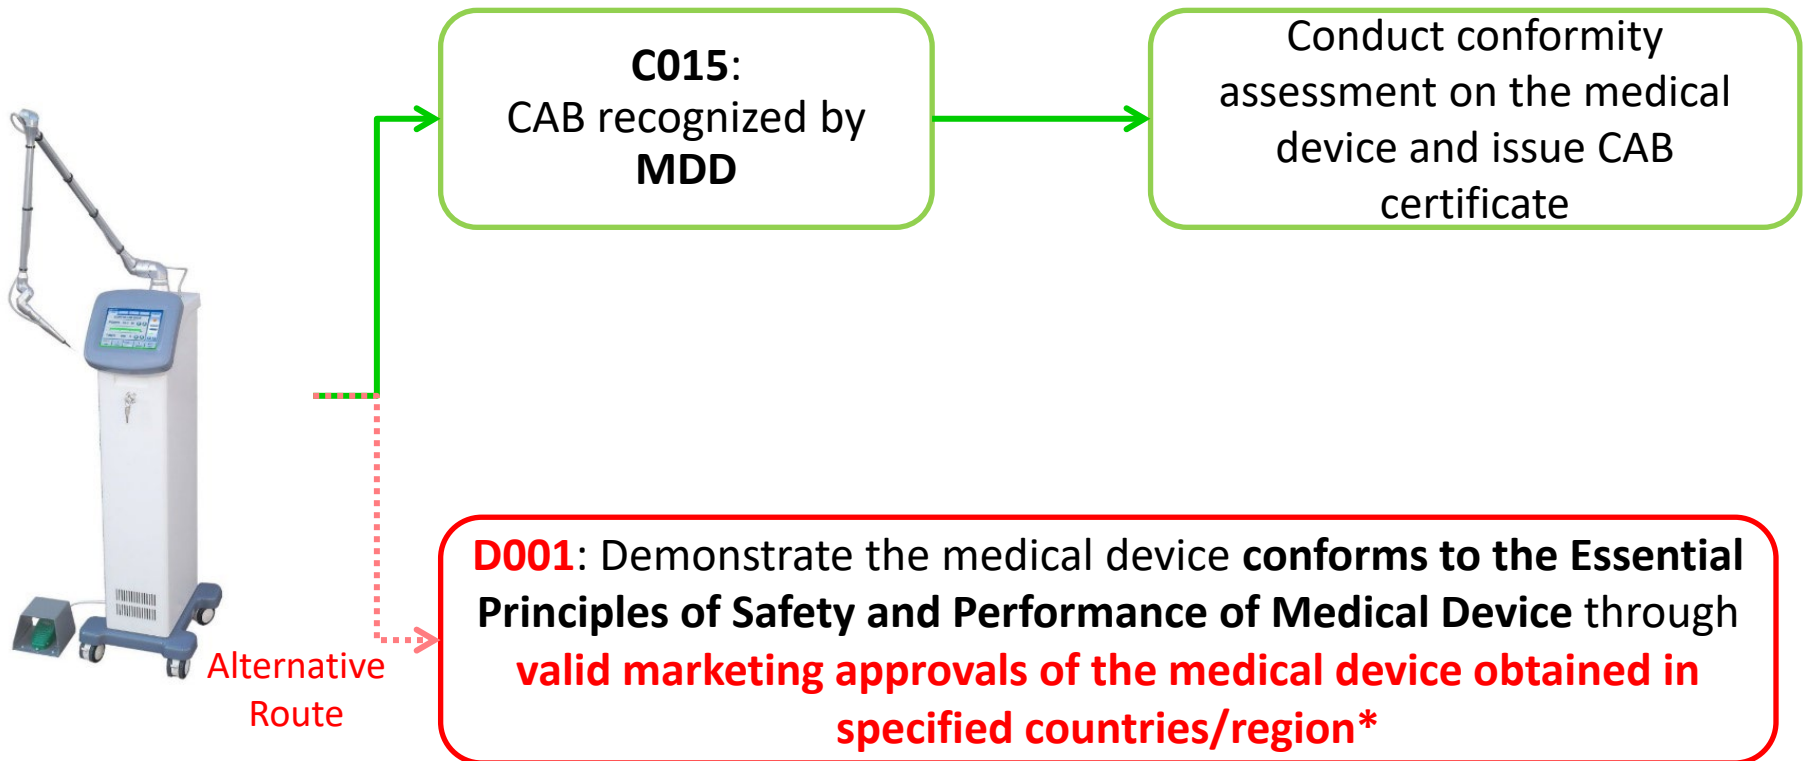 C015:
CAB recognized by
MDD
Conduct conformity
assessment on the medical
device and issue CAB
certificate
Alternative
Route
D001: Demonstrate the medical device conforms to the Essential
Principles of Safety and Performance of Medical Device through
valid marketing approvals of the medical device obtained in
specified countries/region*